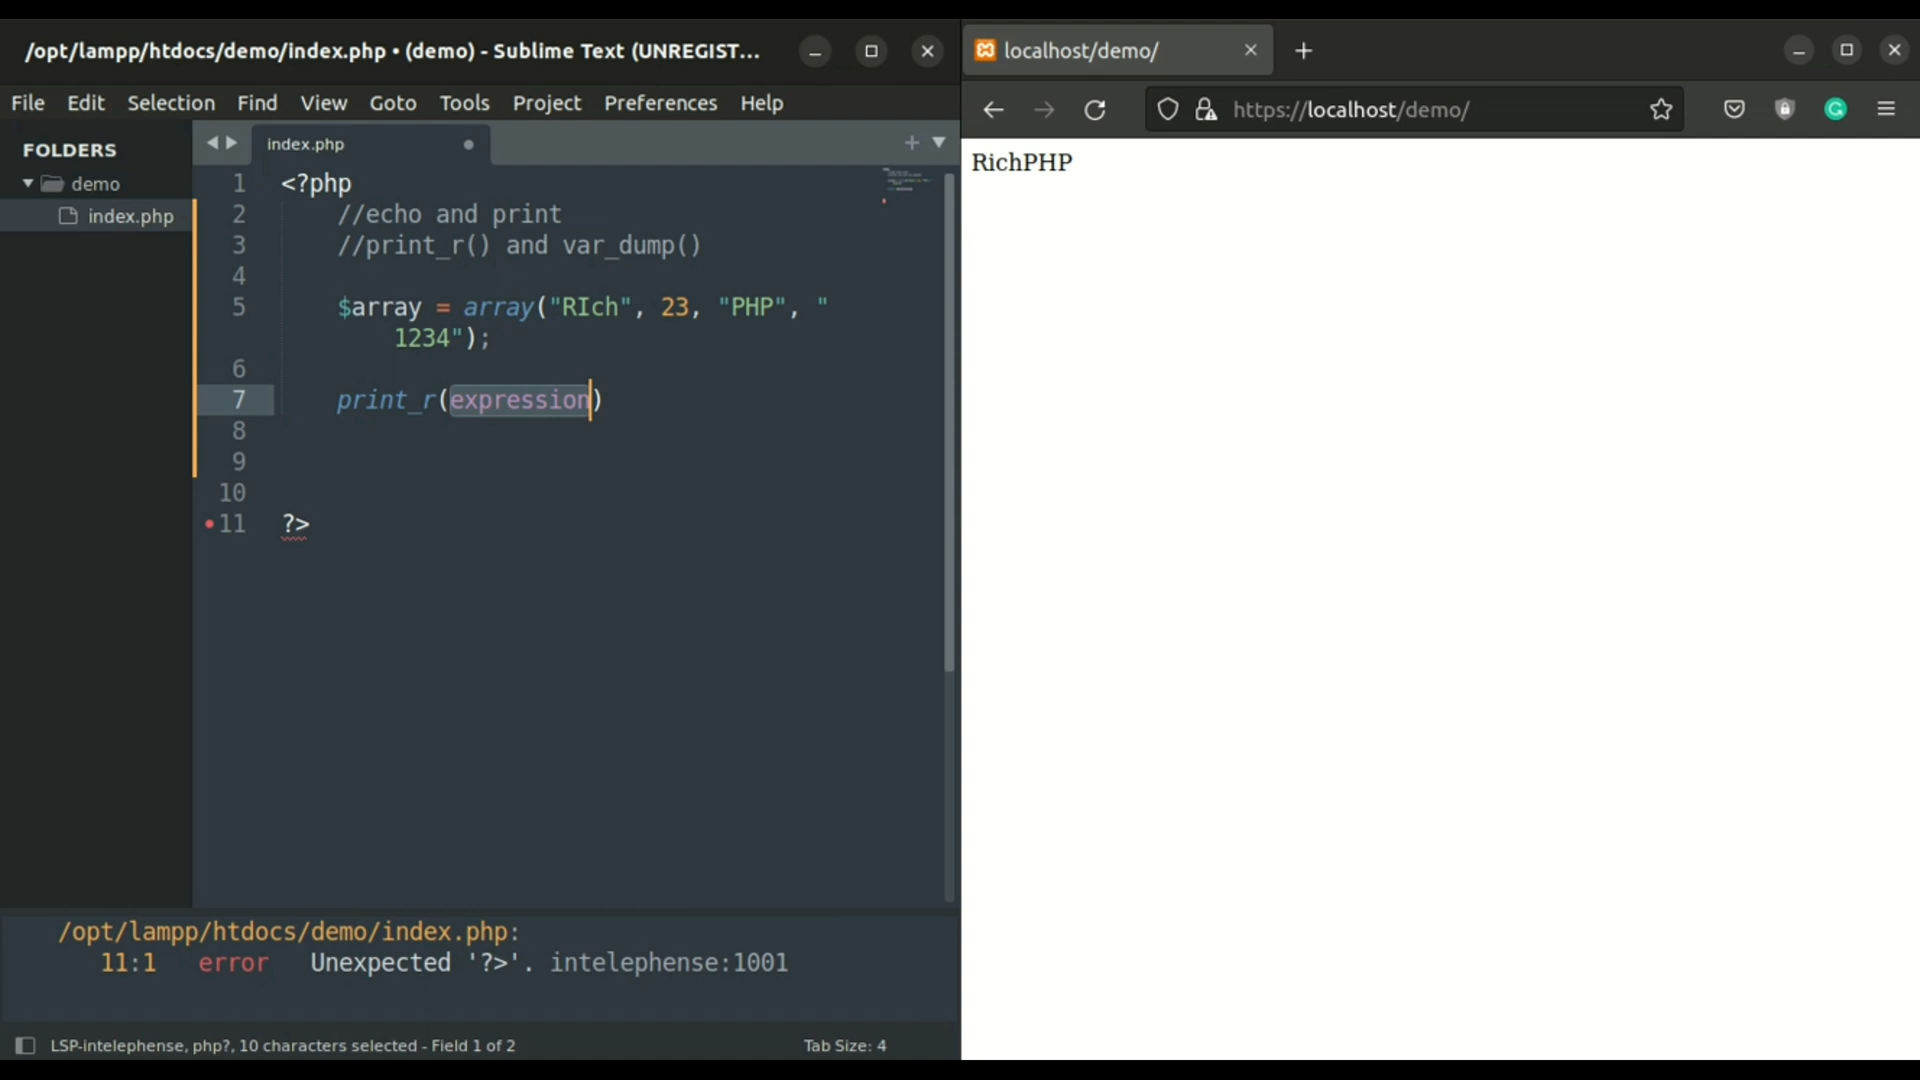 /opt/lampp/htdocs/demo/index.php • (demo) - Sublime Text (UNREGIST...
File Edit Selection Find View Goto Tools Project Preferences Help
FOLDERS
demo
index.php
index.php
1 <?php
2 //echo and print
3 //print_r() and var_dump()
4
5 $array = array("RIch", 23, "PHP", "
1234");
6
7 print_r(expression)
8
9
10
11 ?>
/opt/lampp/htdocs/demo/index.php:
11:1 error Unexpected '?>'. intelephense:1001
LSP-intelephense, php?, 10 characters selected - Field 1 of 2
Tab Size: 4
localhost/demo/
https://localhost/demo/
RichPHP